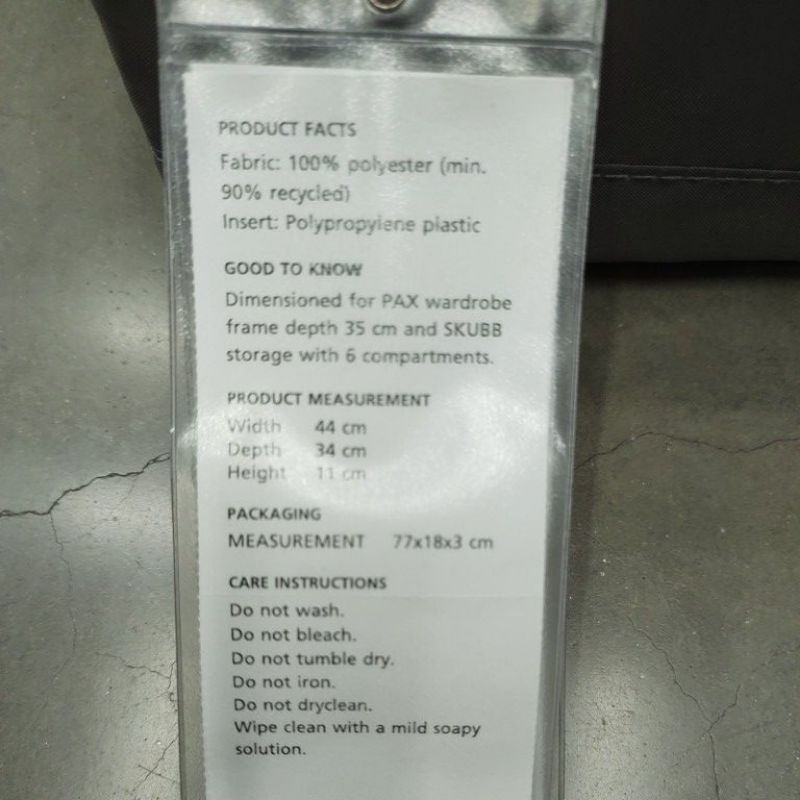 PRODUCT FACTS
Fabric: 100% polyester (min.
90% recycled)
Insert: Polypropylene plastic
GOOD TO KNOW
Dimensioned for PAX wardrobe
frame depth 35 cm and SKUBB
storage with 6 compartments.
PRODUCT MEASUREMENT
Width 44 cm
Depth 34 cm
Height 11 cm
PACKAGING
MEASUREMENT 77x18x3 cm
CARE INSTRUCTIONS
Do not wash.
Do not bleach.
Do not tumble dry.
Do not iron.
Do not dryclean.
Wipe clean with a mild soapy
solution.